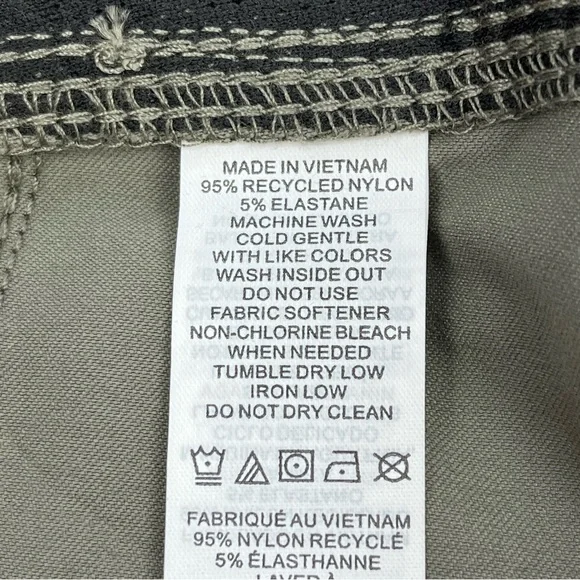 MADE IN VIETNAM
95% RECYCLED NYLON
5% ELASTANE
MACHINE WASH
COLD GENTLE
WITH LIKE COLORS
WASH INSIDE OUT
DO NOT USE
FABRIC SOFTENER
NON-CHLORINE BLEACH
WHEN NEEDED
TUMBLE DRY LOW
IRON LOW
DO NOT DRY CLEAN
FABRIQUÉ AU VIETNAM
95% NYLON RECYCLÉ
5% ÉLASTHANNE